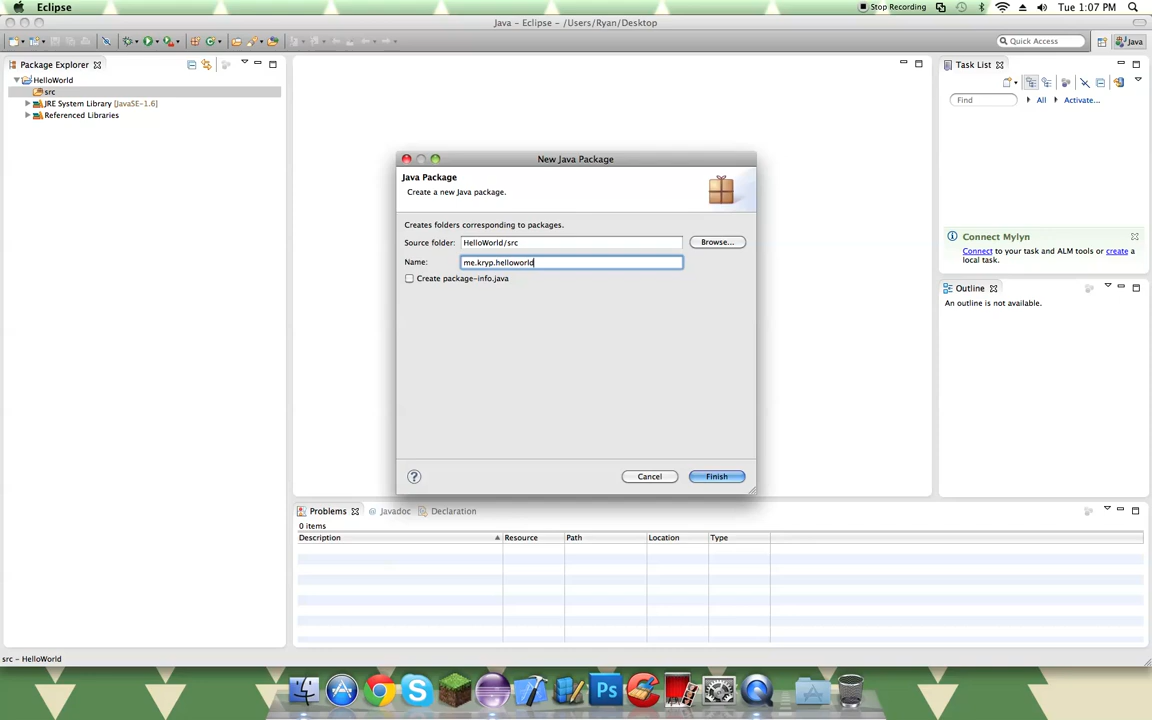 Eclipse
Stop Recording
Tue 1:07 PM
Java - Eclipse - /Users/Ryan/Desktop
Quick Access
Java
Package Explorer
HelloWorld
src
JRE System Library [JavaSE-1.6]
Referenced Libraries
New Java Package
Java Package
Create a new Java package.
Creates folders corresponding to packages.
Source folder: HelloWorld/src Browse...
Name: me.kryp.helloworld
Create package-info.java
? Cancel Finish
Task List
Find All Activate...
Connect Mylyn
Connect to your task and ALM tools or create a
local task.
Outline
An outline is not available.
Problems @ Javadoc Declaration
0 items
Description Resource Path Location Type
src - HelloWorld
Ps